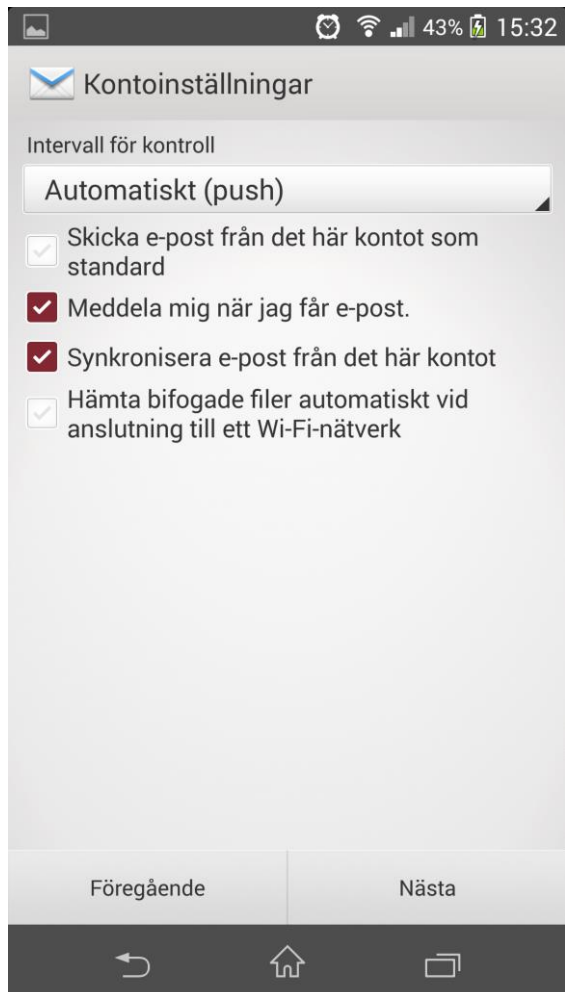 43% 15:32
Kontoinställningar
Intervall för kontroll
Automatiskt (push)
Skicka e-post från det här kontot som
standard
Meddela mig när jag får e-post.
Synkronisera e-post från det här kontot
Hämta bifogade filer automatiskt vid
anslutning till ett Wi-Fi-nätverk
Föregående Nästa